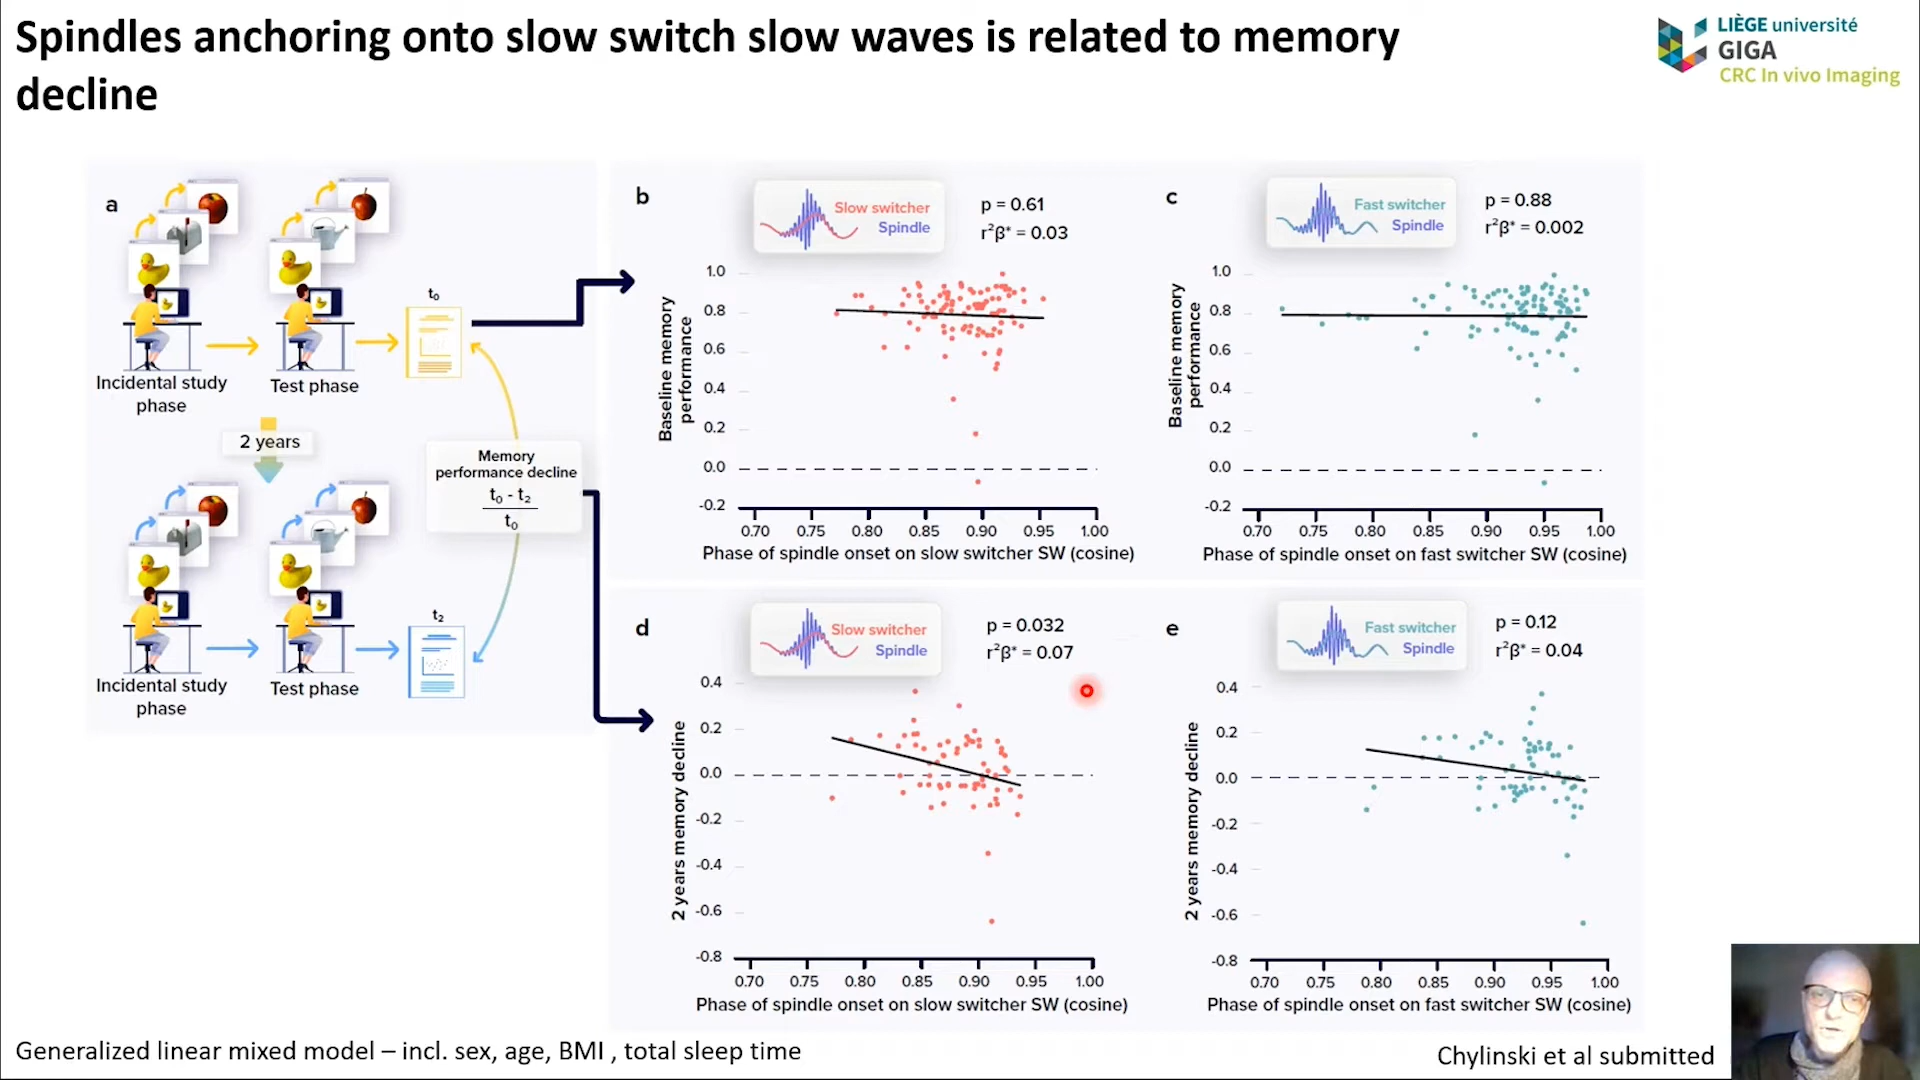 Spindles anchoring onto slow switch slow waves is related to memory
decline
LIÈGE université
GIGA
CRC In vivo Imaging
a
Incidental study
phase
Test phase
t₀
2 years
Memory
performance decline
t₀ - t₂
t₀
Incidental study
phase
Test phase
t₂
b
Slow switcher
Spindle
p = 0.61
r²β* = 0.03
Baseline memory
performance
1.0
0.8
0.6
0.4
0.2
0.0
-0.2
0.70 0.75 0.80 0.85 0.90 0.95 1.00
Phase of spindle onset on slow switcher SW (cosine)
c
Fast switcher
Spindle
p = 0.88
r²β* = 0.002
Baseline memory
performance
1.0
0.8
0.6
0.4
0.2
0.0
-0.2
0.70 0.75 0.80 0.85 0.90 0.95 1.00
Phase of spindle onset on fast switcher SW (cosine)
d
Slow switcher
Spindle
p = 0.032
r²β* = 0.07
2 years memory decline
0.4
0.2
0.0
-0.2
-0.4
-0.6
-0.8
0.70 0.75 0.80 0.85 0.90 0.95 1.00
Phase of spindle onset on slow switcher SW (cosine)
e
Fast switcher
Spindle
p = 0.12
r²β* = 0.04
2 years memory decline
0.4
0.2
0.0
-0.2
-0.4
-0.6
-0.8
0.70 0.75 0.80 0.85 0.90 0.95 1.00
Phase of spindle onset on fast switcher SW (cosine)
Generalized linear mixed model – incl. sex, age, BMI , total sleep time
Chylinski et al submitted